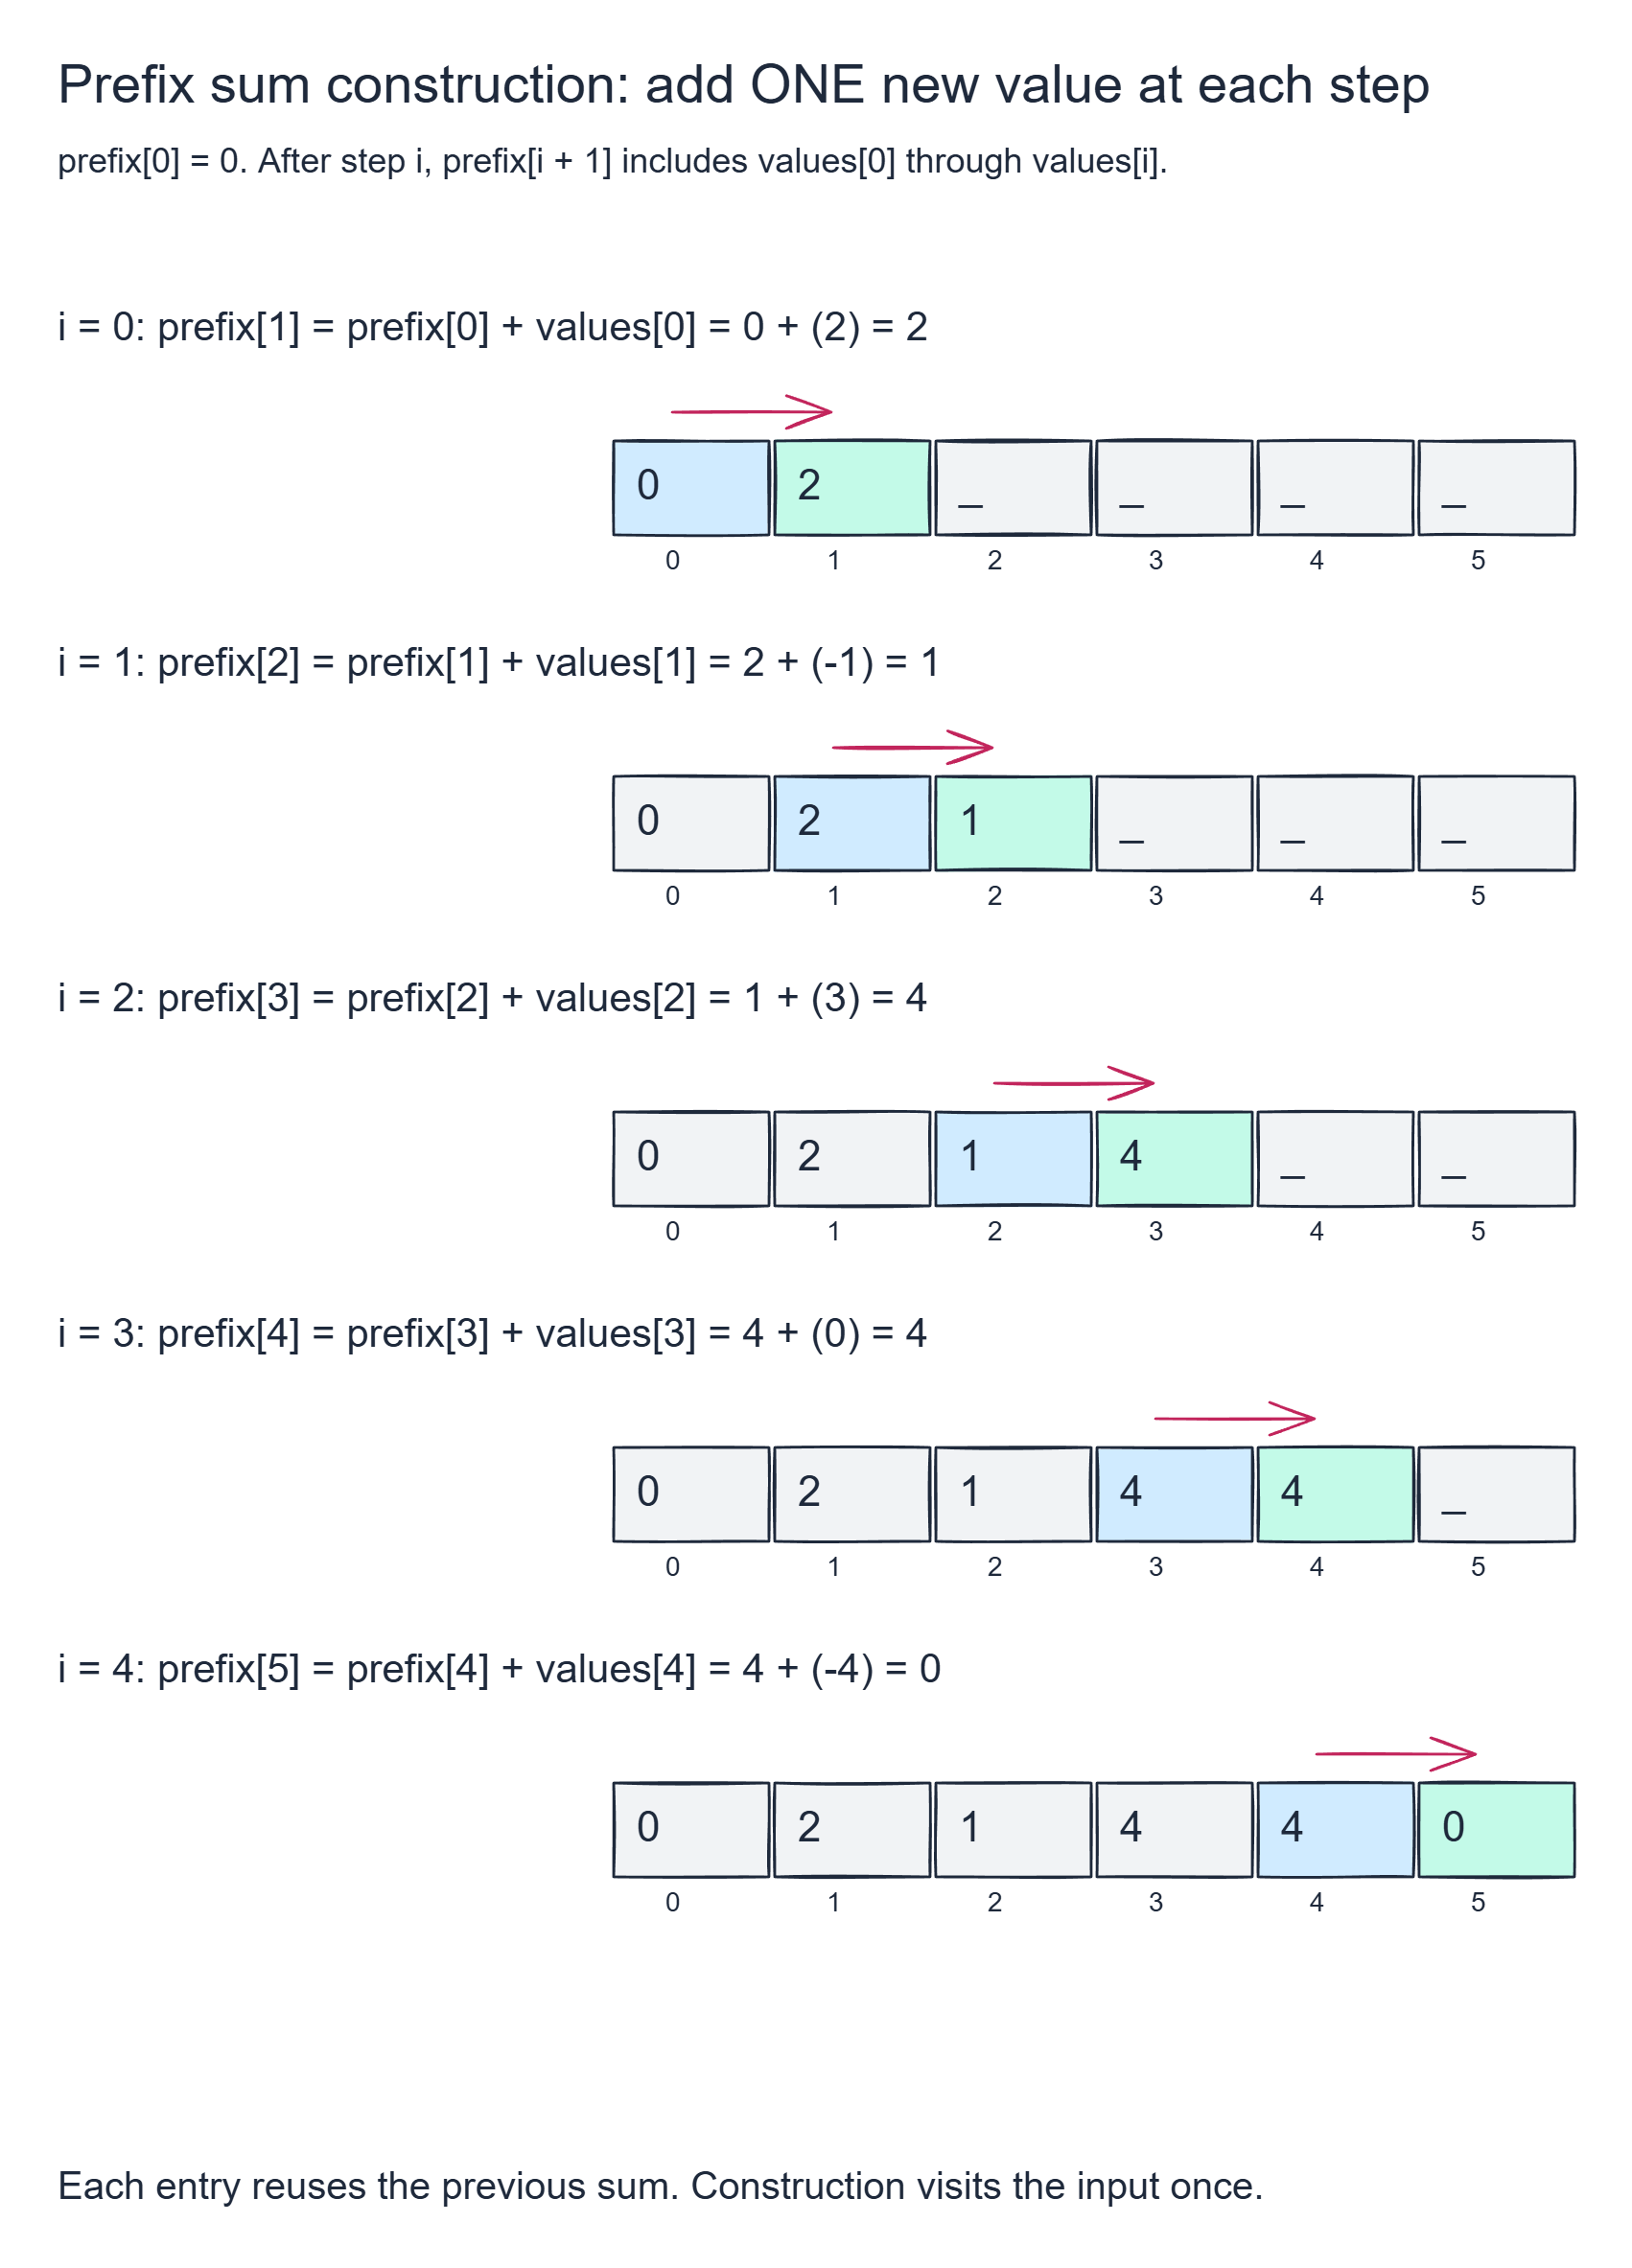 Prefix sum construction: add ONE new value at each step
prefix[0] = 0. After step i, prefix[i + 1] includes values[0] through values[i].
i = 0: prefix[1] = prefix[0] + values[0] = 0 + (2) = 2
0 2 _ _ _ _
0 1 2 3 4 5
i = 1: prefix[2] = prefix[1] + values[1] = 2 + (-1) = 1
0 2 1 _ _ _
0 1 2 3 4 5
i = 2: prefix[3] = prefix[2] + values[2] = 1 + (3) = 4
0 2 1 4 _ _
0 1 2 3 4 5
i = 3: prefix[4] = prefix[3] + values[3] = 4 + (0) = 4
0 2 1 4 4 _
0 1 2 3 4 5
i = 4: prefix[5] = prefix[4] + values[4] = 4 + (-4) = 0
0 2 1 4 4 0
0 1 2 3 4 5
Each entry reuses the previous sum. Construction visits the input once.